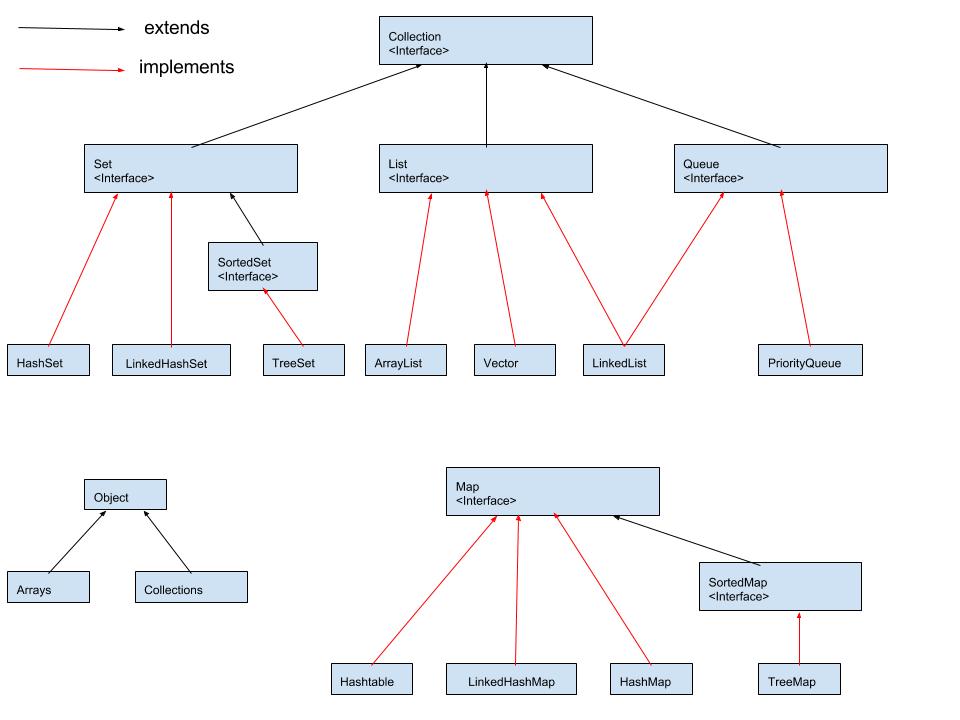 extends
implements
Collection
<Interface>
Set
<Interface>
List
<Interface>
Queue
<Interface>
SortedSet
<Interface>
HashSet
LinkedHashSet
TreeSet
ArrayList
Vector
LinkedList
PriorityQueue
Object
Arrays
Collections
Map
<Interface>
SortedMap
<Interface>
Hashtable
LinkedHashMap
HashMap
TreeMap